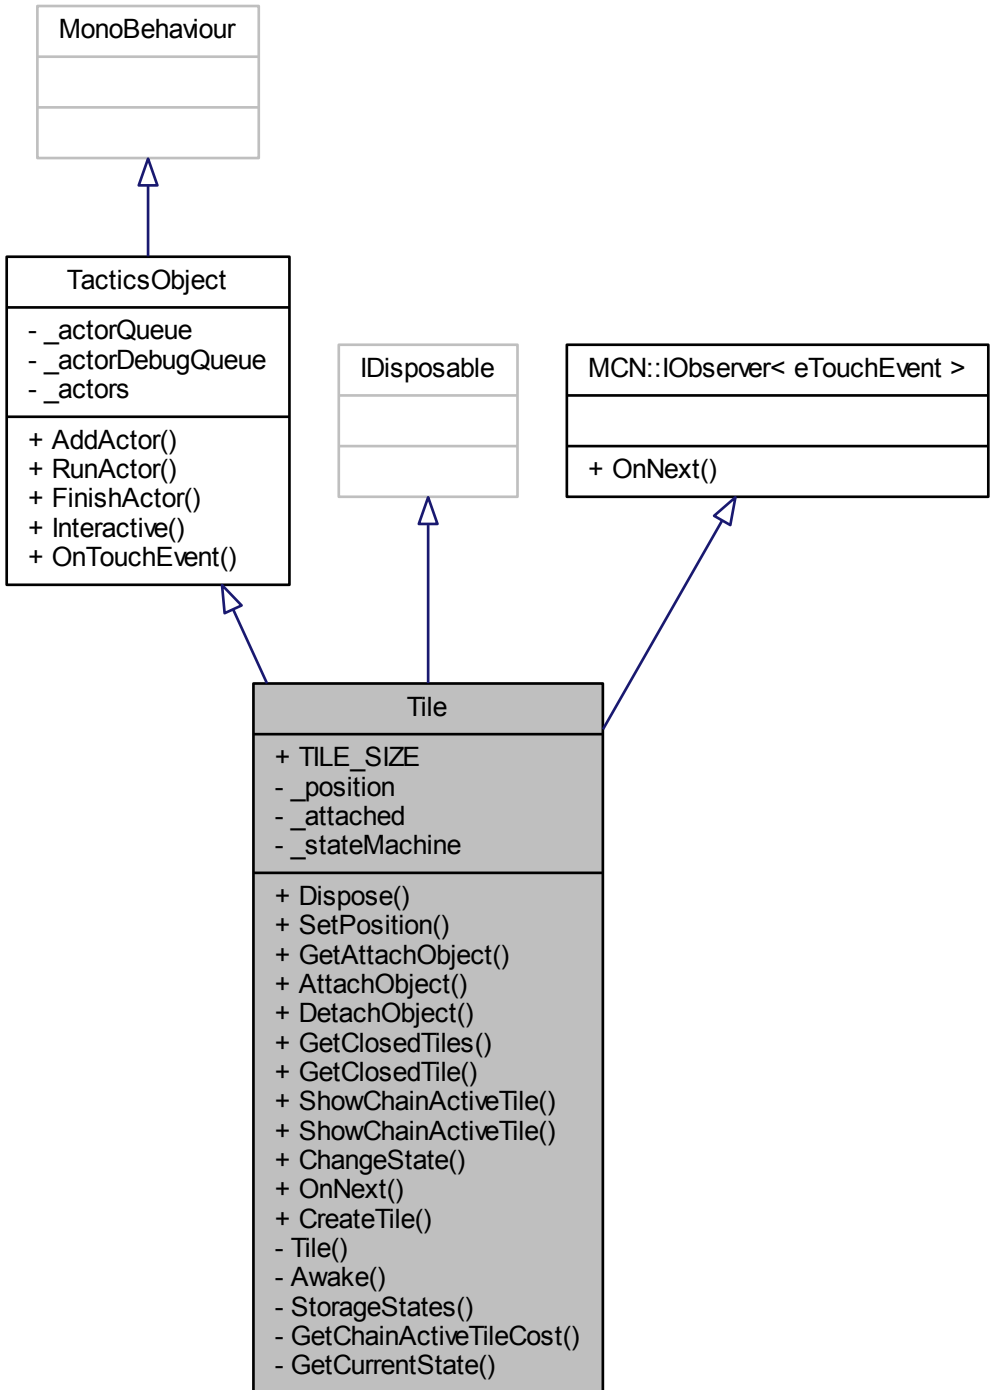 MonoBehaviour
TacticsObject
- _actorQueue
- _actorDebugQueue
- _actors
+ AddActor()
+ RunActor()
+ FinishActor()
+ Interactive()
+ OnTouchEvent()
IDisposable
MCN::IObserver< eTouchEvent >
+ OnNext()
Tile
+ TILE_SIZE
- _position
- _attached
- _stateMachine
+ Dispose()
+ SetPosition()
+ GetAttachObject()
+ AttachObject()
+ DetachObject()
+ GetClosedTiles()
+ GetClosedTile()
+ ShowChainActiveTile()
+ ShowChainActiveTile()
+ ChangeState()
+ OnNext()
+ CreateTile()
- Tile()
- Awake()
- StorageStates()
- GetChainActiveTileCost()
- GetCurrentState()